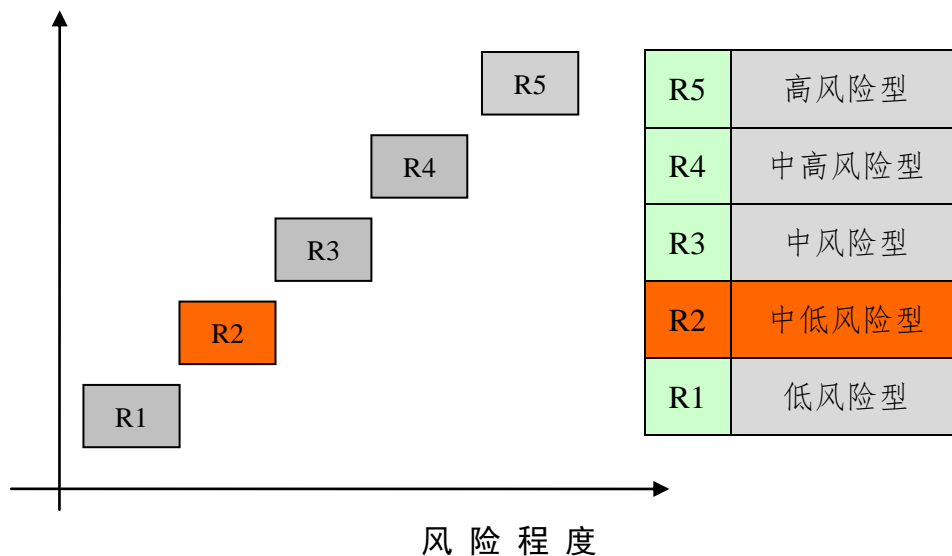 R5
R4
R3
R2
R1
风险程度
R5 高风险型
R4 中高风险型
R3 中风险型
R2 中低风险型
R1 低风险型